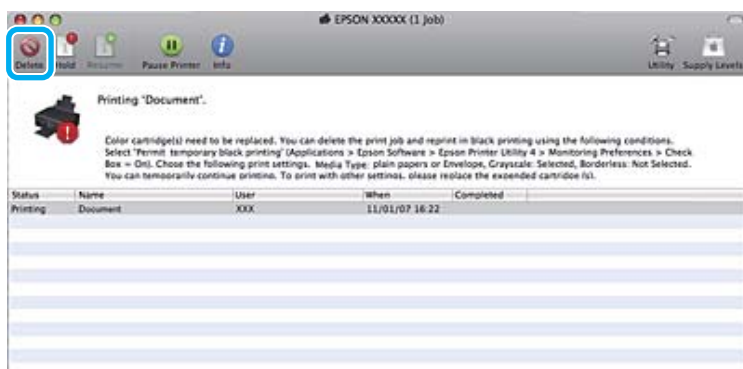 EPSON XXXXX (1 Job)
Delete Hold Resume Pause Printer Info Utility Supply Levels
Printing "Document".
Color cartridge(s) need to be replaced. You can delete the print job and reprint in black printing using the following conditions.
Select "Permit temporary black printing" (Applications > Epson Software > Epson Printer Utility 4 > Monitoring Preferences > Check
Box = On). Chose the following print settings. Media Type: plain papers or Envelope, Grayscale: Selected, Borderless: Not Selected.
You can temporarily continue printing. To print with other settings, please replace the expended cartridge (s).
Status Name User When Completed
Printing Document XXX 11/01/07 16:22